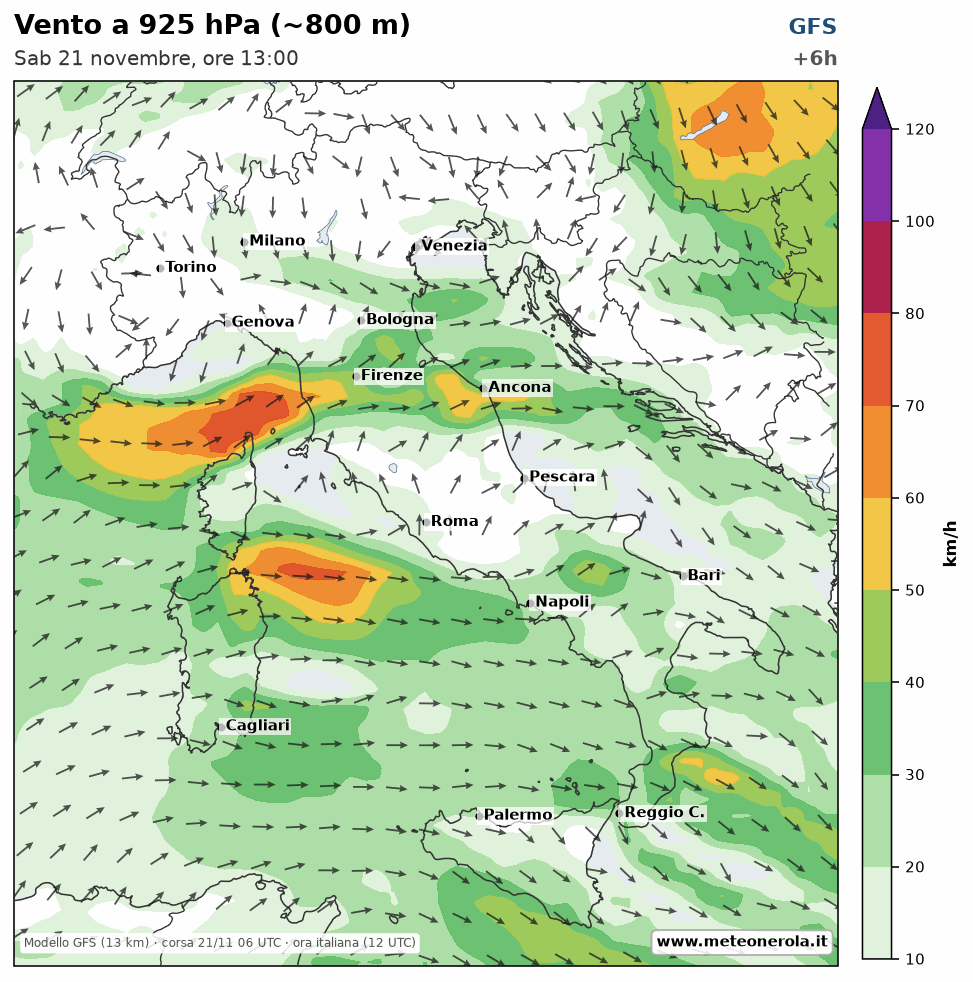 Vento a 925 hPa (~800 m)
GFS
Sab 21 novembre, ore 13:00
+6h
Milano
Venezia
Torino
Genova
Bologna
Firenze
Ancona
Pescara
Roma
Bari
Napoli
Cagliari
Palermo
Reggio C.
120
100
80
70
60
50
40
30
20
10
km/h
Modello GFS (13 km) · corsa 21/11 06 UTC · ora italiana (12 UTC)
www.meteonerola.it